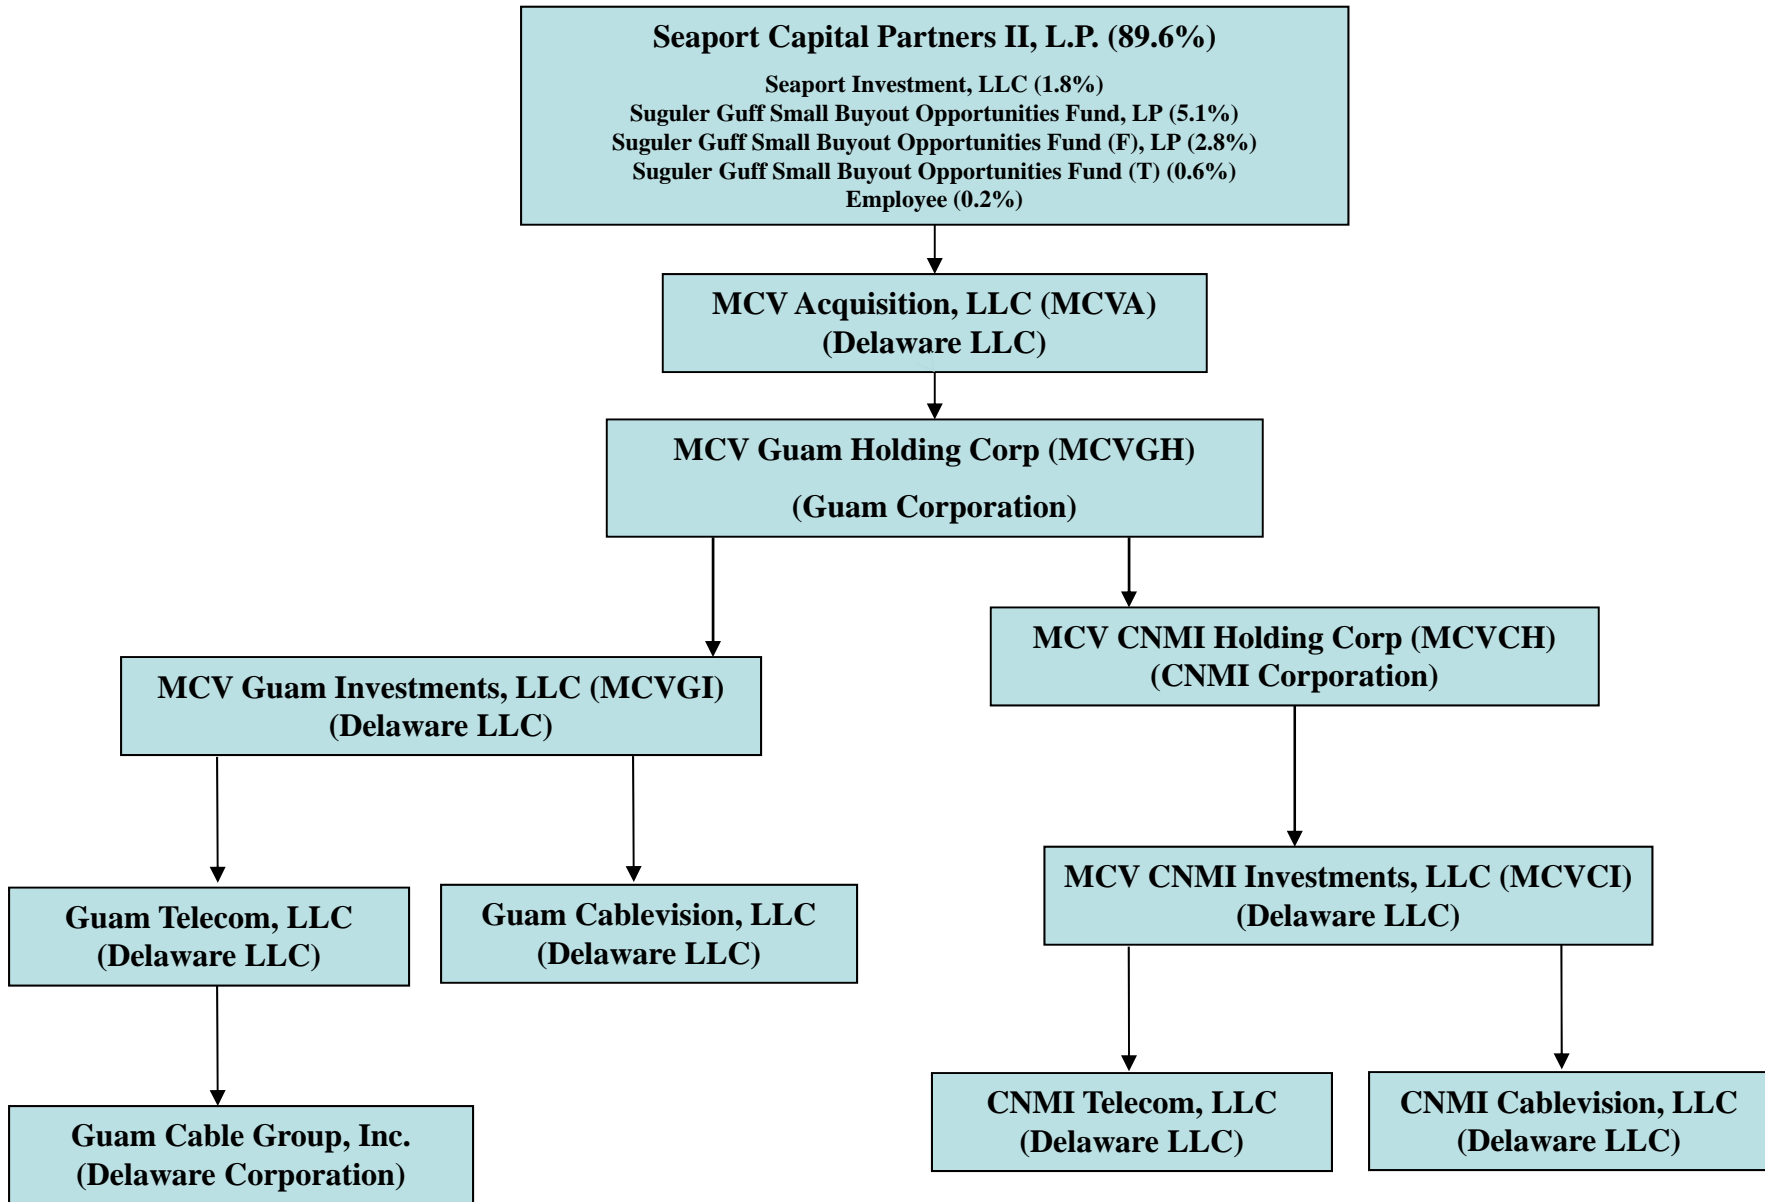 Seaport Capital Partners II, L.P. (89.6%)
Seaport Investment, LLC (1.8%)
Suguler Guff Small Buyout Opportunities Fund, LP (5.1%)
Suguler Guff Small Buyout Opportunities Fund (F), LP (2.8%)
Suguler Guff Small Buyout Opportunities Fund (T) (0.6%)
Employee (0.2%)
MCV Acquisition, LLC (MCVA)
(Delaware LLC)
MCV Guam Holding Corp (MCVGH)
(Guam Corporation)
MCV CNMI Holding Corp (MCVCH)
(CNMI Corporation)
MCV Guam Investments, LLC (MCVGI)
(Delaware LLC)
MCV CNMI Investments, LLC (MCVCI)
(Delaware LLC)
Guam Telecom, LLC
(Delaware LLC)
Guam Cablevision, LLC
(Delaware LLC)
CNMI Telecom, LLC
(Delaware LLC)
CNMI Cablevision, LLC
(Delaware LLC)
Guam Cable Group, Inc.
(Delaware Corporation)